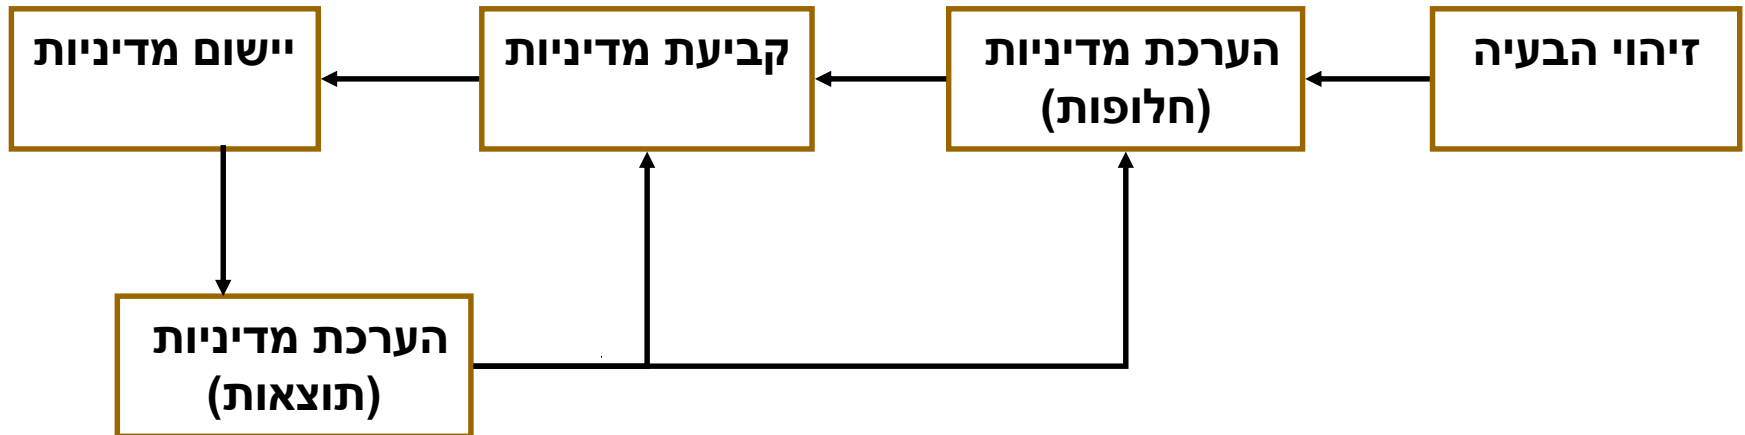 זיהוי הבעיה
הערכת מדיניות
(חלופות)
קביעת מדיניות
יישום מדיניות
הערכת מדיניות
(תוצאות)